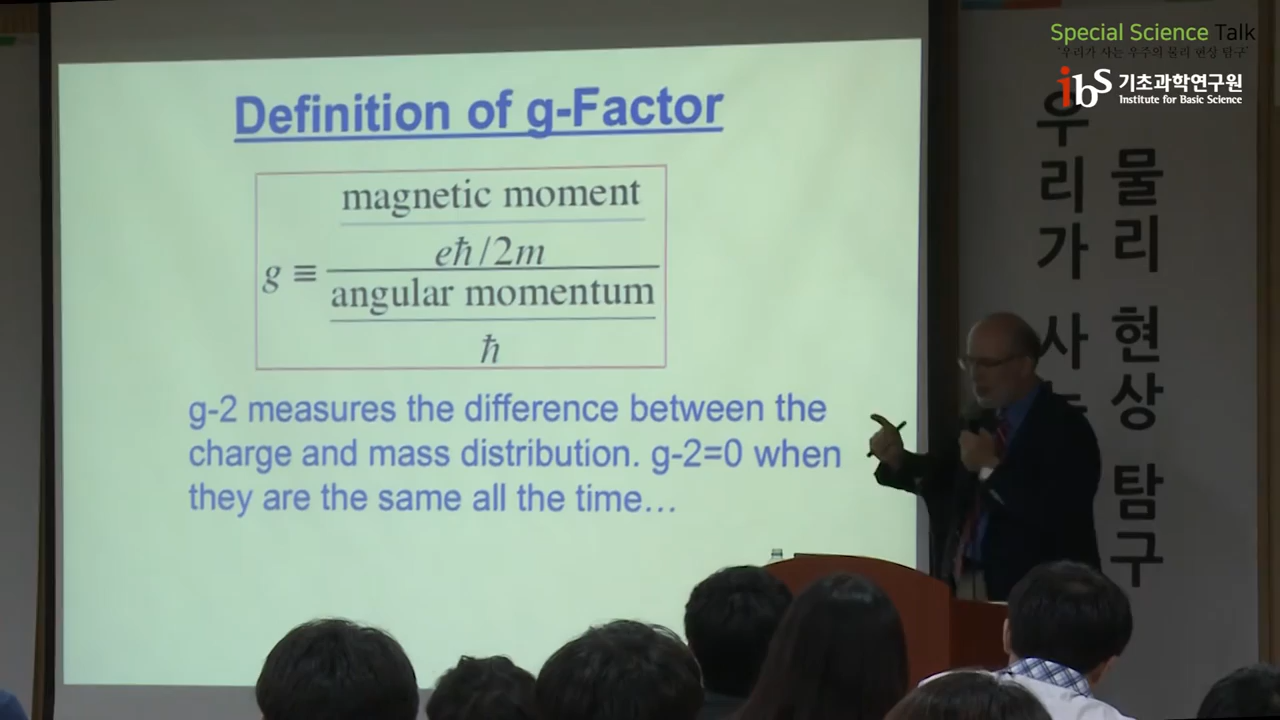 Special Science Talk
'우리가 사는 우주의 물리 현상 탐구'
ibs 기초과학연구원
Institute for Basic Science
Definition of g-Factor
magnetic moment
eħ/2m
g ≡
angular momentum
ħ
g-2 measures the difference between the
charge and mass distribution. g-2=0 when
they are the same all the time…
우리가 사
물리 현상 탐구